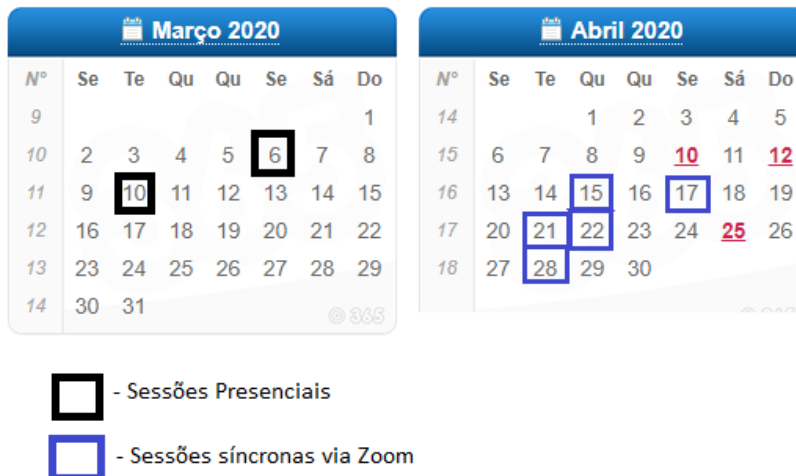 Março 2020
N° Se Te Qu Qu Se Sá Do
9 1
10 2 3 4 5 6 7 8
11 9 10 11 12 13 14 15
12 16 17 18 19 20 21 22
13 23 24 25 26 27 28 29
14 30 31
© 365
Abril 2020
N° Se Te Qu Qu Se Sá Do
14 1 2 3 4 5
15 6 7 8 9 10 11 12
16 13 14 15 16 17 18 19
17 20 21 22 23 24 25 26
18 27 28 29 30
- Sessões Presenciais
- Sessões síncronas via Zoom